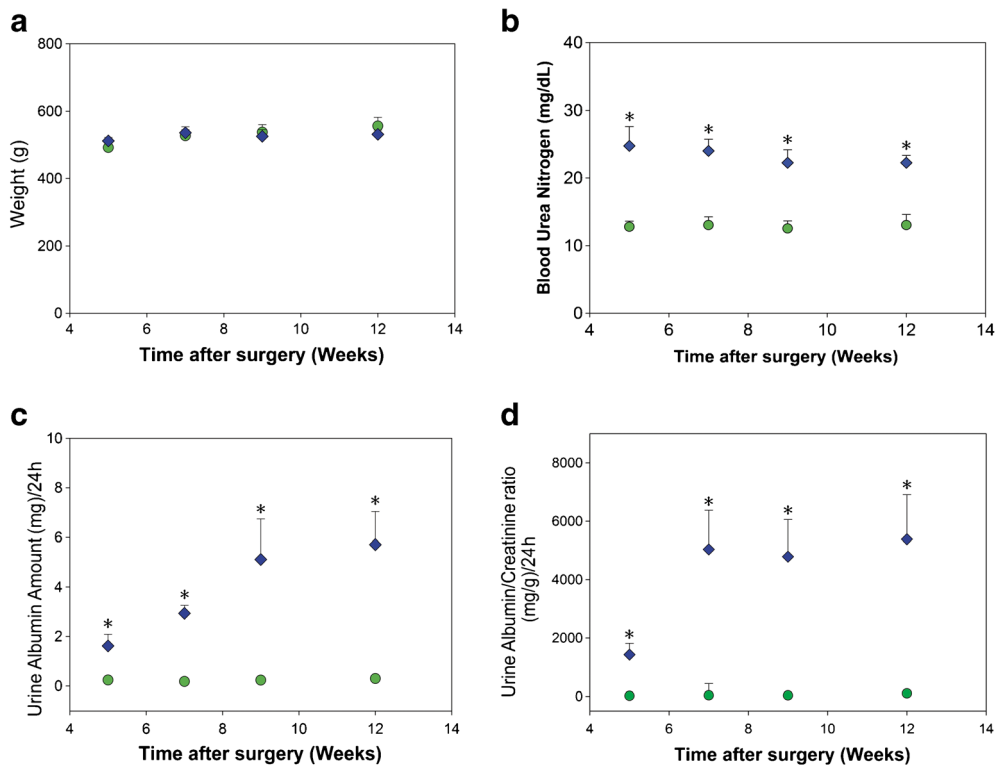 a
800
600
400
200
0
Weight (g)
4 6 8 10 12 14
Time after surgery (Weeks)
b
40
30
20
10
0
Blood Urea Nitrogen (mg/dL)
* * * *
4 6 8 10 12 14
Time after surgery (Weeks)
c
10
8
6
4
2
0
Urine Albumin Amount (mg)/24h
* * * *
4 6 8 10 12 14
Time after surgery (Weeks)
d
8000
6000
4000
2000
0
Urine Albumin/Creatinine ratio
(mg/g)/24h
* * * *
4 6 8 10 12 14
Time after surgery (Weeks)